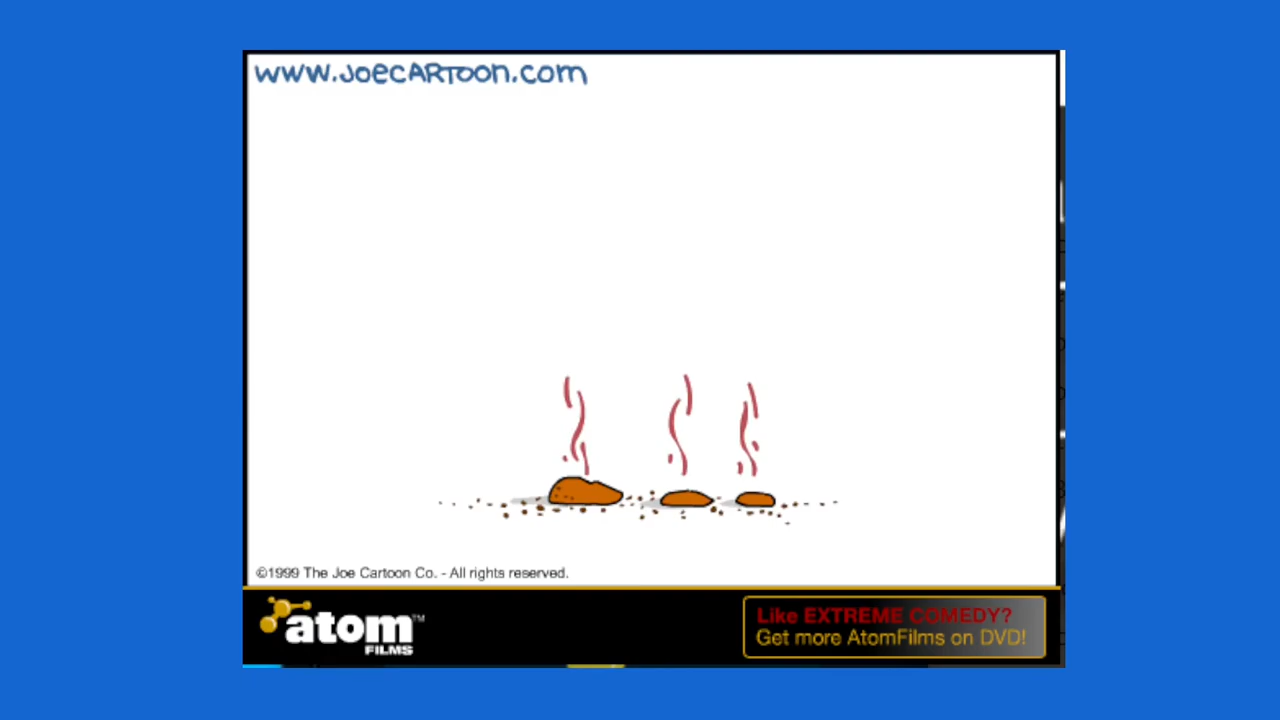 www.JoeCARToon.com
©1999 The Joe Cartoon Co. - All rights reserved.
atom™
FILMS
Like EXTREME COMEDY?
Get more AtomFilms on DVD!